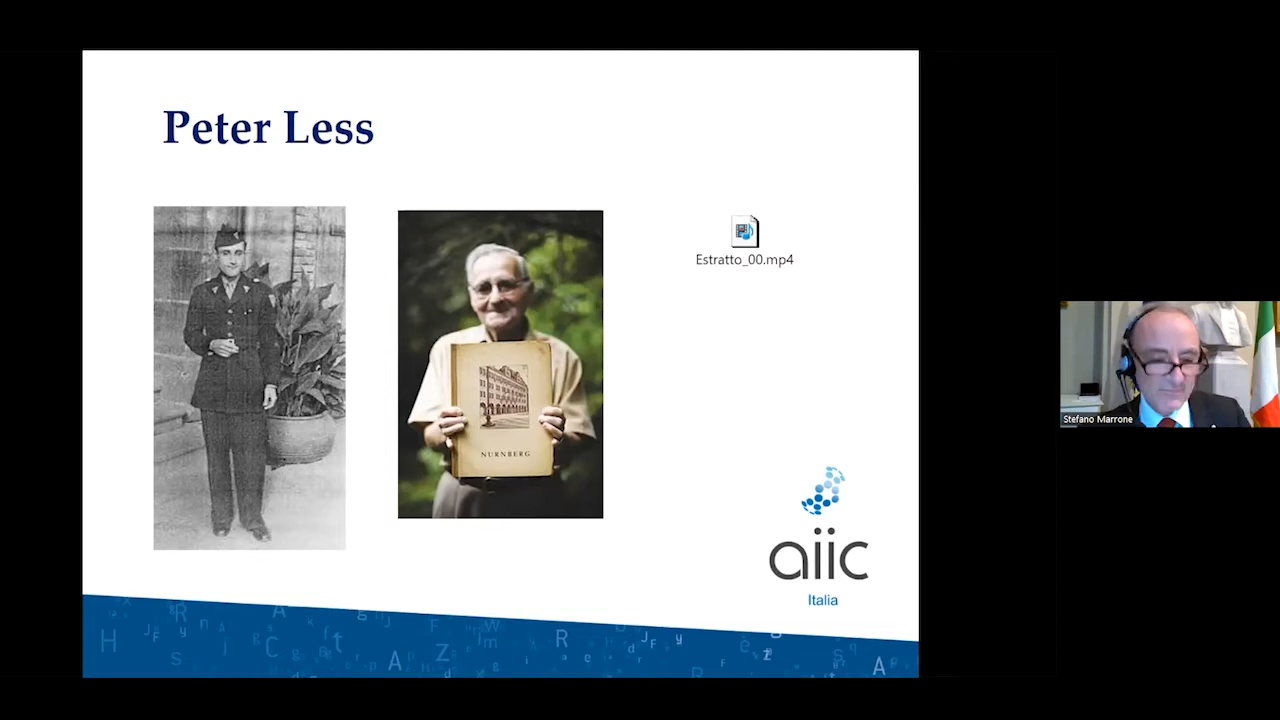 Peter Less
Estratto_00.mp4
NURNBERG
aiic
Italia
Stefano Marrone